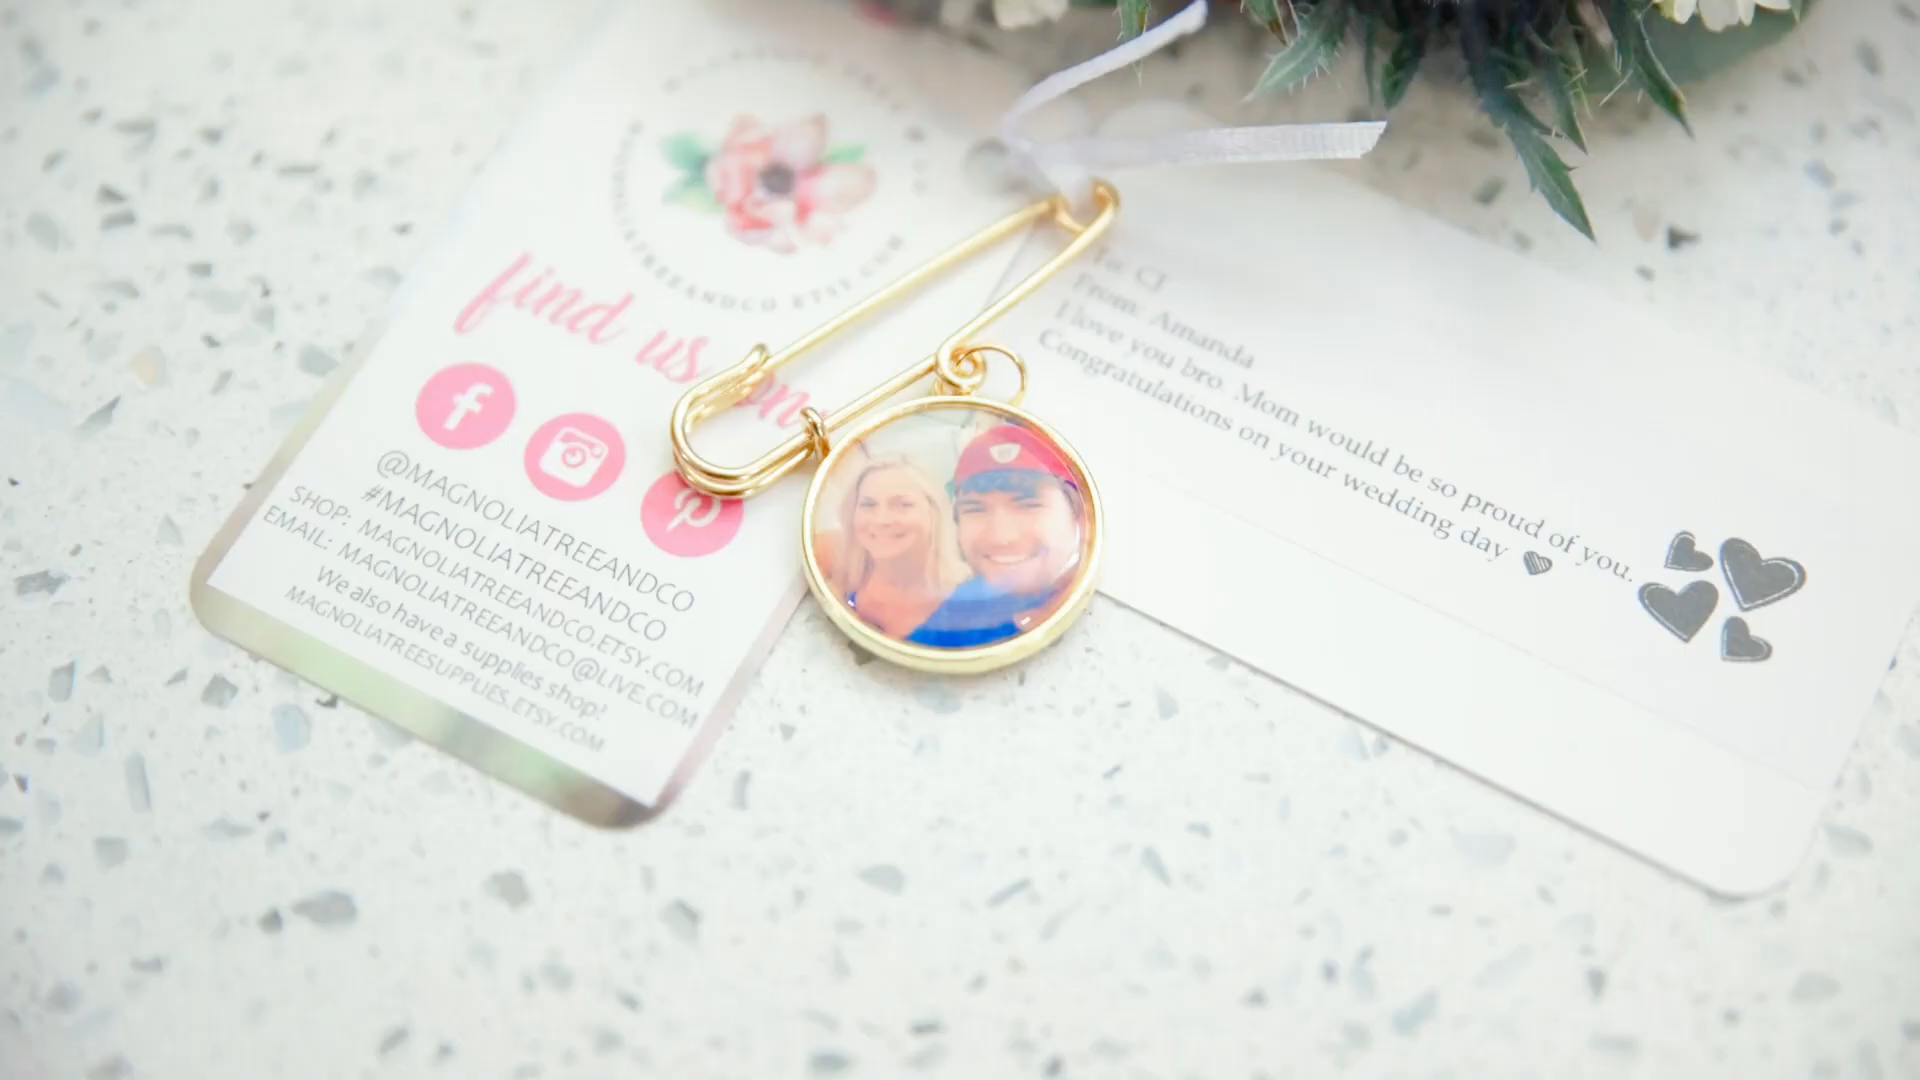 MAGNOLIATREEANDCO.ETSY.COM
find us on
@MAGNOLIATREEANDCO
#MAGNOLIATREEANDCO
SHOP: MAGNOLIATREEANDCO.ETSY.COM
EMAIL: MAGNOLIATREEANDCO@LIVE.COM
We also have a supplies shop!
MAGNOLIATREESUPPLIES.ETSY.COM
To: CJ
From: Amanda
I love you bro. Mom would be so proud of you.
Congratulations on your wedding day